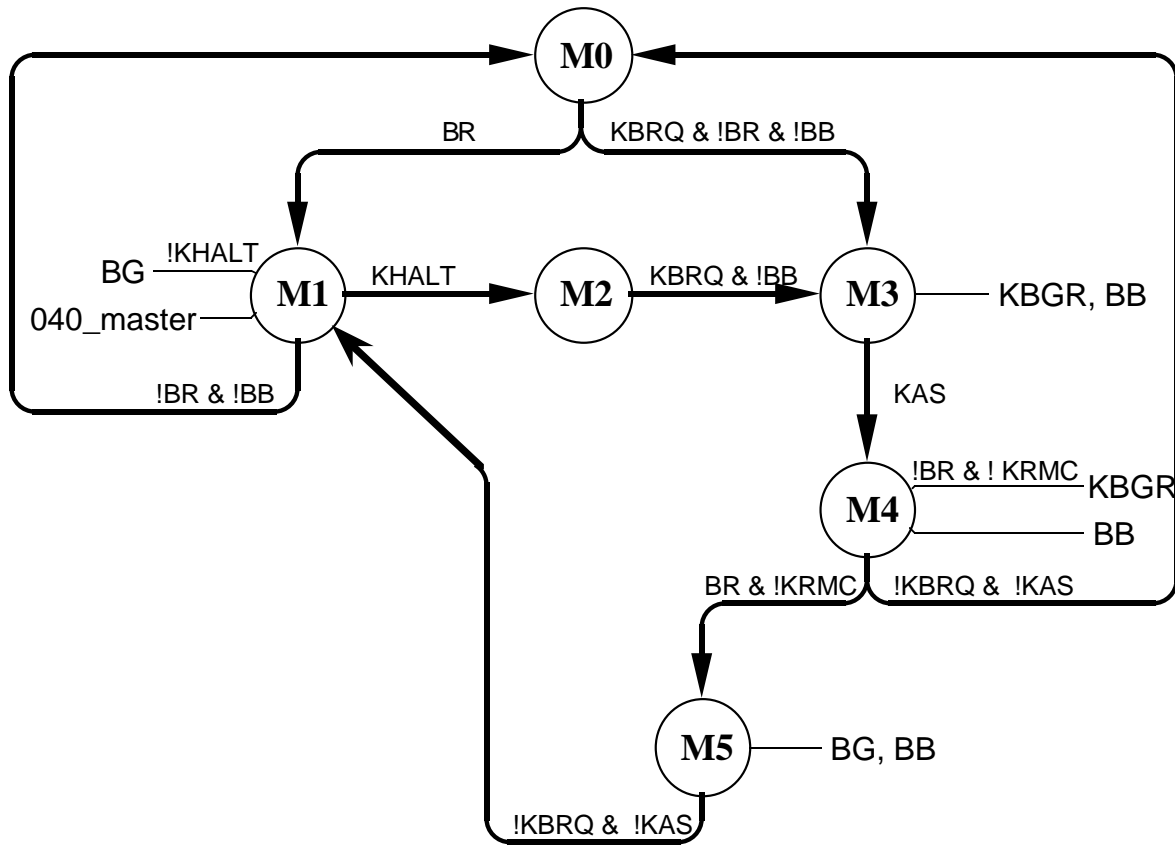 M0
BR
KBRQ & !BR & !BB
!KHALT
BG
040_master
M1
KHALT
M2
KBRQ & !BB
M3
KBGR, BB
!BR & !BB
KAS
!BR & ! KRMC
KBGR
M4
BB
BR & !KRMC
!KBRQ & !KAS
M5
BG, BB
!KBRQ & !KAS